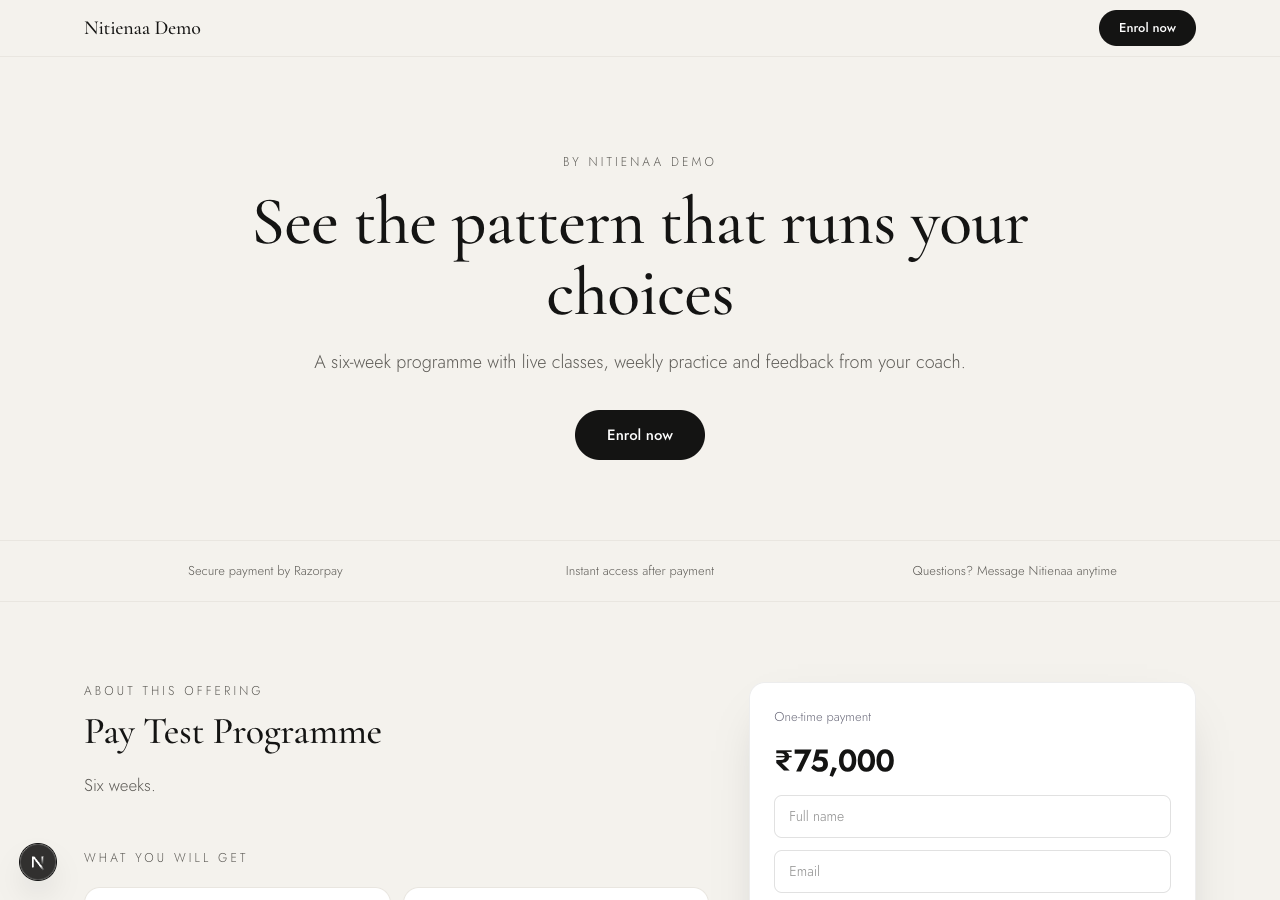 Nitienaa Demo
Enrol now
BY NITIENAA DEMO
See the pattern that runs your
choices
A six-week programme with live classes, weekly practice and feedback from your coach.
Enrol now
Secure payment by Razorpay
Instant access after payment
Questions? Message Nitienaa anytime
ABOUT THIS OFFERING
Pay Test Programme
Six weeks.
WHAT YOU WILL GET
One-time payment
₹75,000
Full name
Email
N